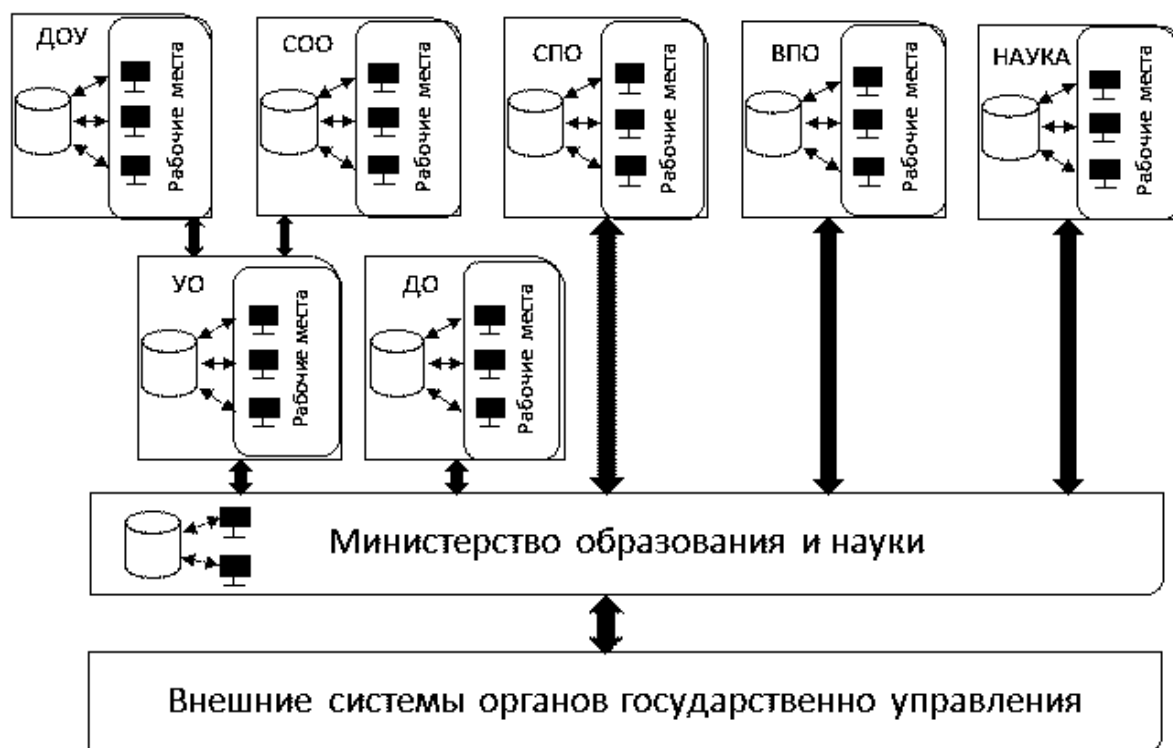 ДОУ
Рабочие места
СОО
Рабочие места
СПО
Рабочие места
ВПО
Рабочие места
НАУКА
Рабочие места
УО
Рабочие места
ДО
Рабочие места
Министерство образования и науки
Внешние системы органов государственно управления